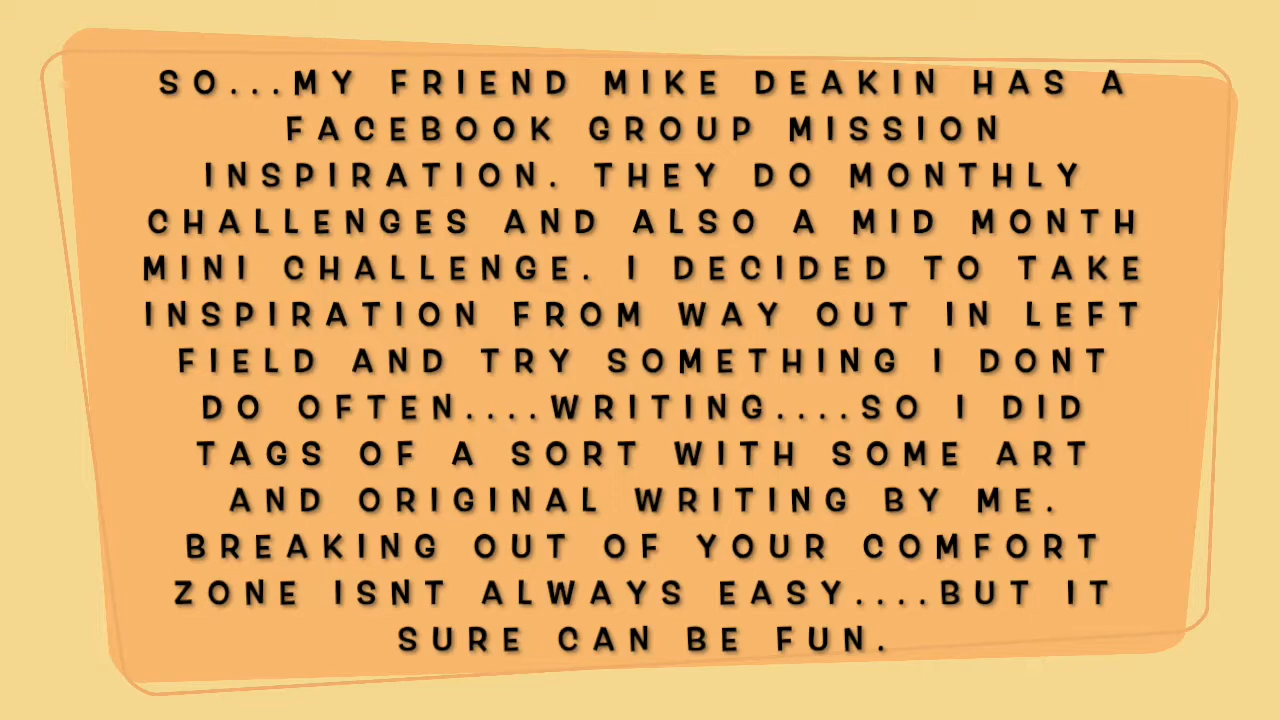 SO...MY FRIEND MIKE DEAKIN HAS A
FACEBOOK GROUP MISSION
INSPIRATION. THEY DO MONTHLY
CHALLENGES AND ALSO A MID MONTH
MINI CHALLENGE. I DECIDED TO TAKE
INSPIRATION FROM WAY OUT IN LEFT
FIELD AND TRY SOMETHING I DONT
DO OFTEN....WRITING....SO I DID
TAGS OF A SORT WITH SOME ART
AND ORIGINAL WRITING BY ME.
BREAKING OUT OF YOUR COMFORT
ZONE ISNT ALWAYS EASY....BUT IT
SURE CAN BE FUN.